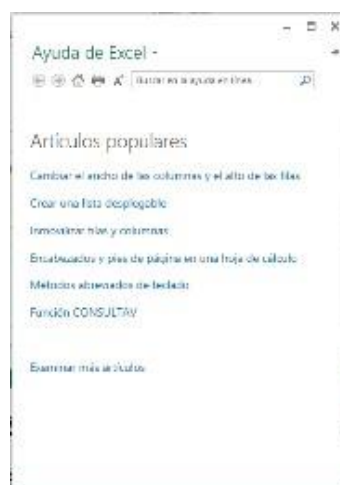 Ayuda de Excel -
Buscar en la ayuda en línea
Artículos populares
Cambiar el ancho de las columnas y el alto de las filas
Crear una lista desplegable
Inmovilizar filas y columnas
Encabezados y pies de página en una hoja de cálculo
Métodos abreviados de teclado
Función CONSULTAV
Examinar más artículos